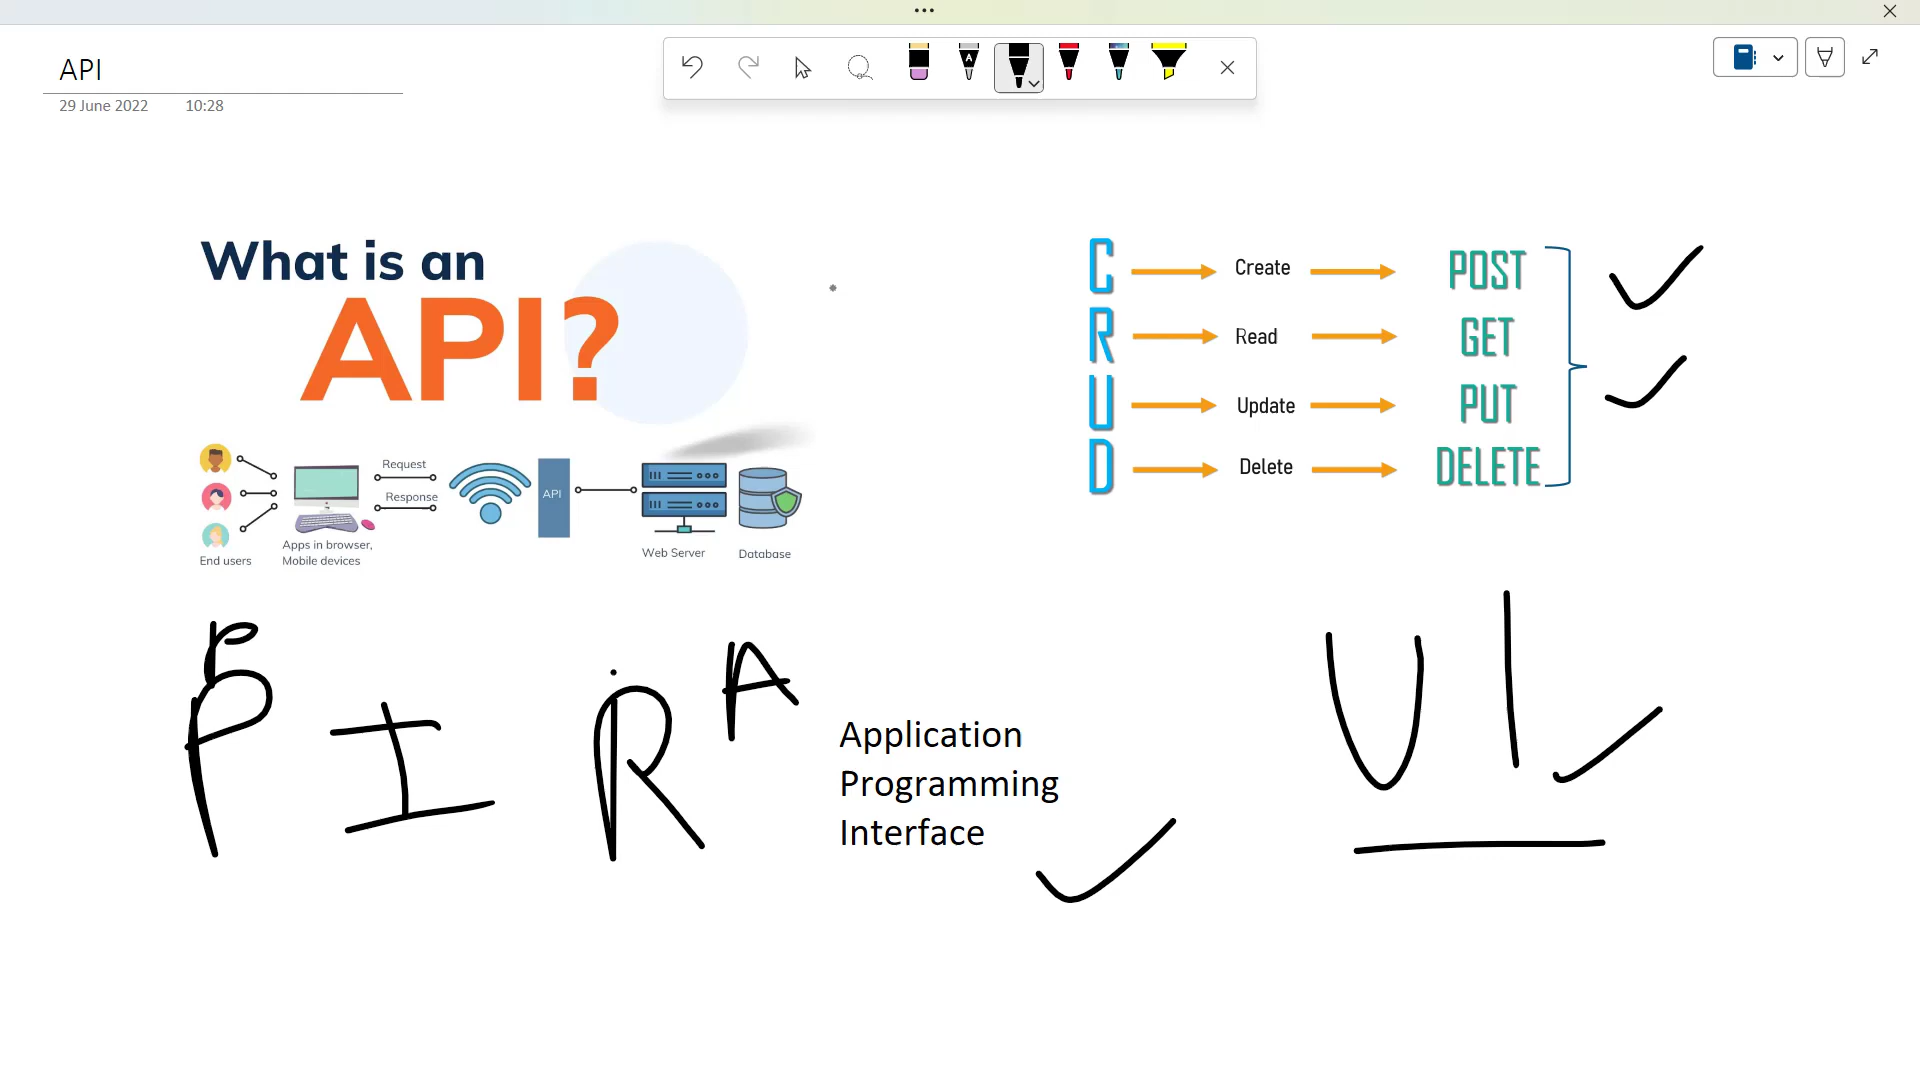 API
29 June 2022 10:28
What is an
API?
Request
Response
API
End users
Apps in browser,
Mobile devices
Web Server
Database
C Create POST
R Read GET
U Update PUT
D Delete DELETE
P I R A
Application
Programming
Interface
U I